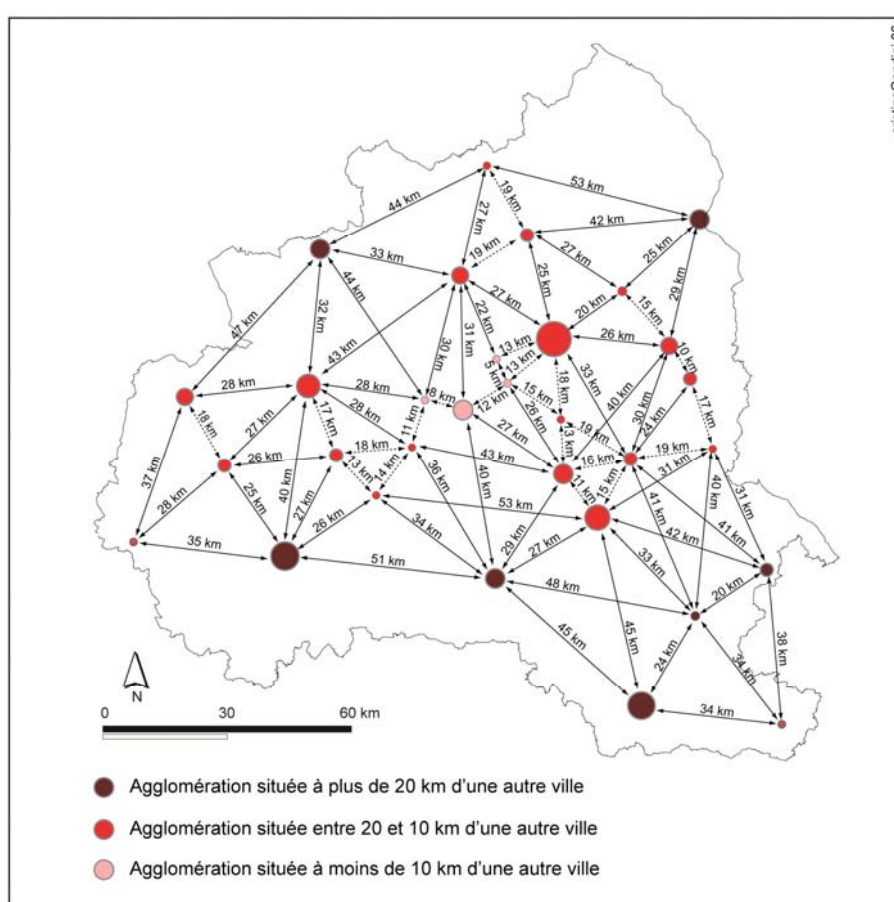 53 km
44 km
19 km
27 km
42 km
33 km
19 km
27 km
25 km
44 km
25 km
29 km
47 km
32 km
22 km
27 km
20 km
15 km
43 km
31 km
30 km
13 km
26 km
33 km
10 km
5 km
13 km
28 km
28 km
8 km
12 km
15 km
18 km
40 km
30 km
24 km
17 km
18 km
27 km
17 km
28 km
11 km
26 km
27 km
13 km
19 km
19 km
16 km
37 km
26 km
40 km
18 km
13 km
14 km
36 km
43 km
40 km
11 km
15 km
31 km
40 km
31 km
28 km
25 km
27 km
26 km
34 km
53 km
41 km
41 km
42 km
35 km
51 km
29 km
27 km
33 km
20 km
48 km
45 km
45 km
24 km
34 km
38 km
34 km
N
0 30 60 km
Agglomération située à plus de 20 km d'une autre ville
Agglomération située entre 20 et 10 km d'une autre ville
Agglomération située à moins de 10 km d'une autre ville